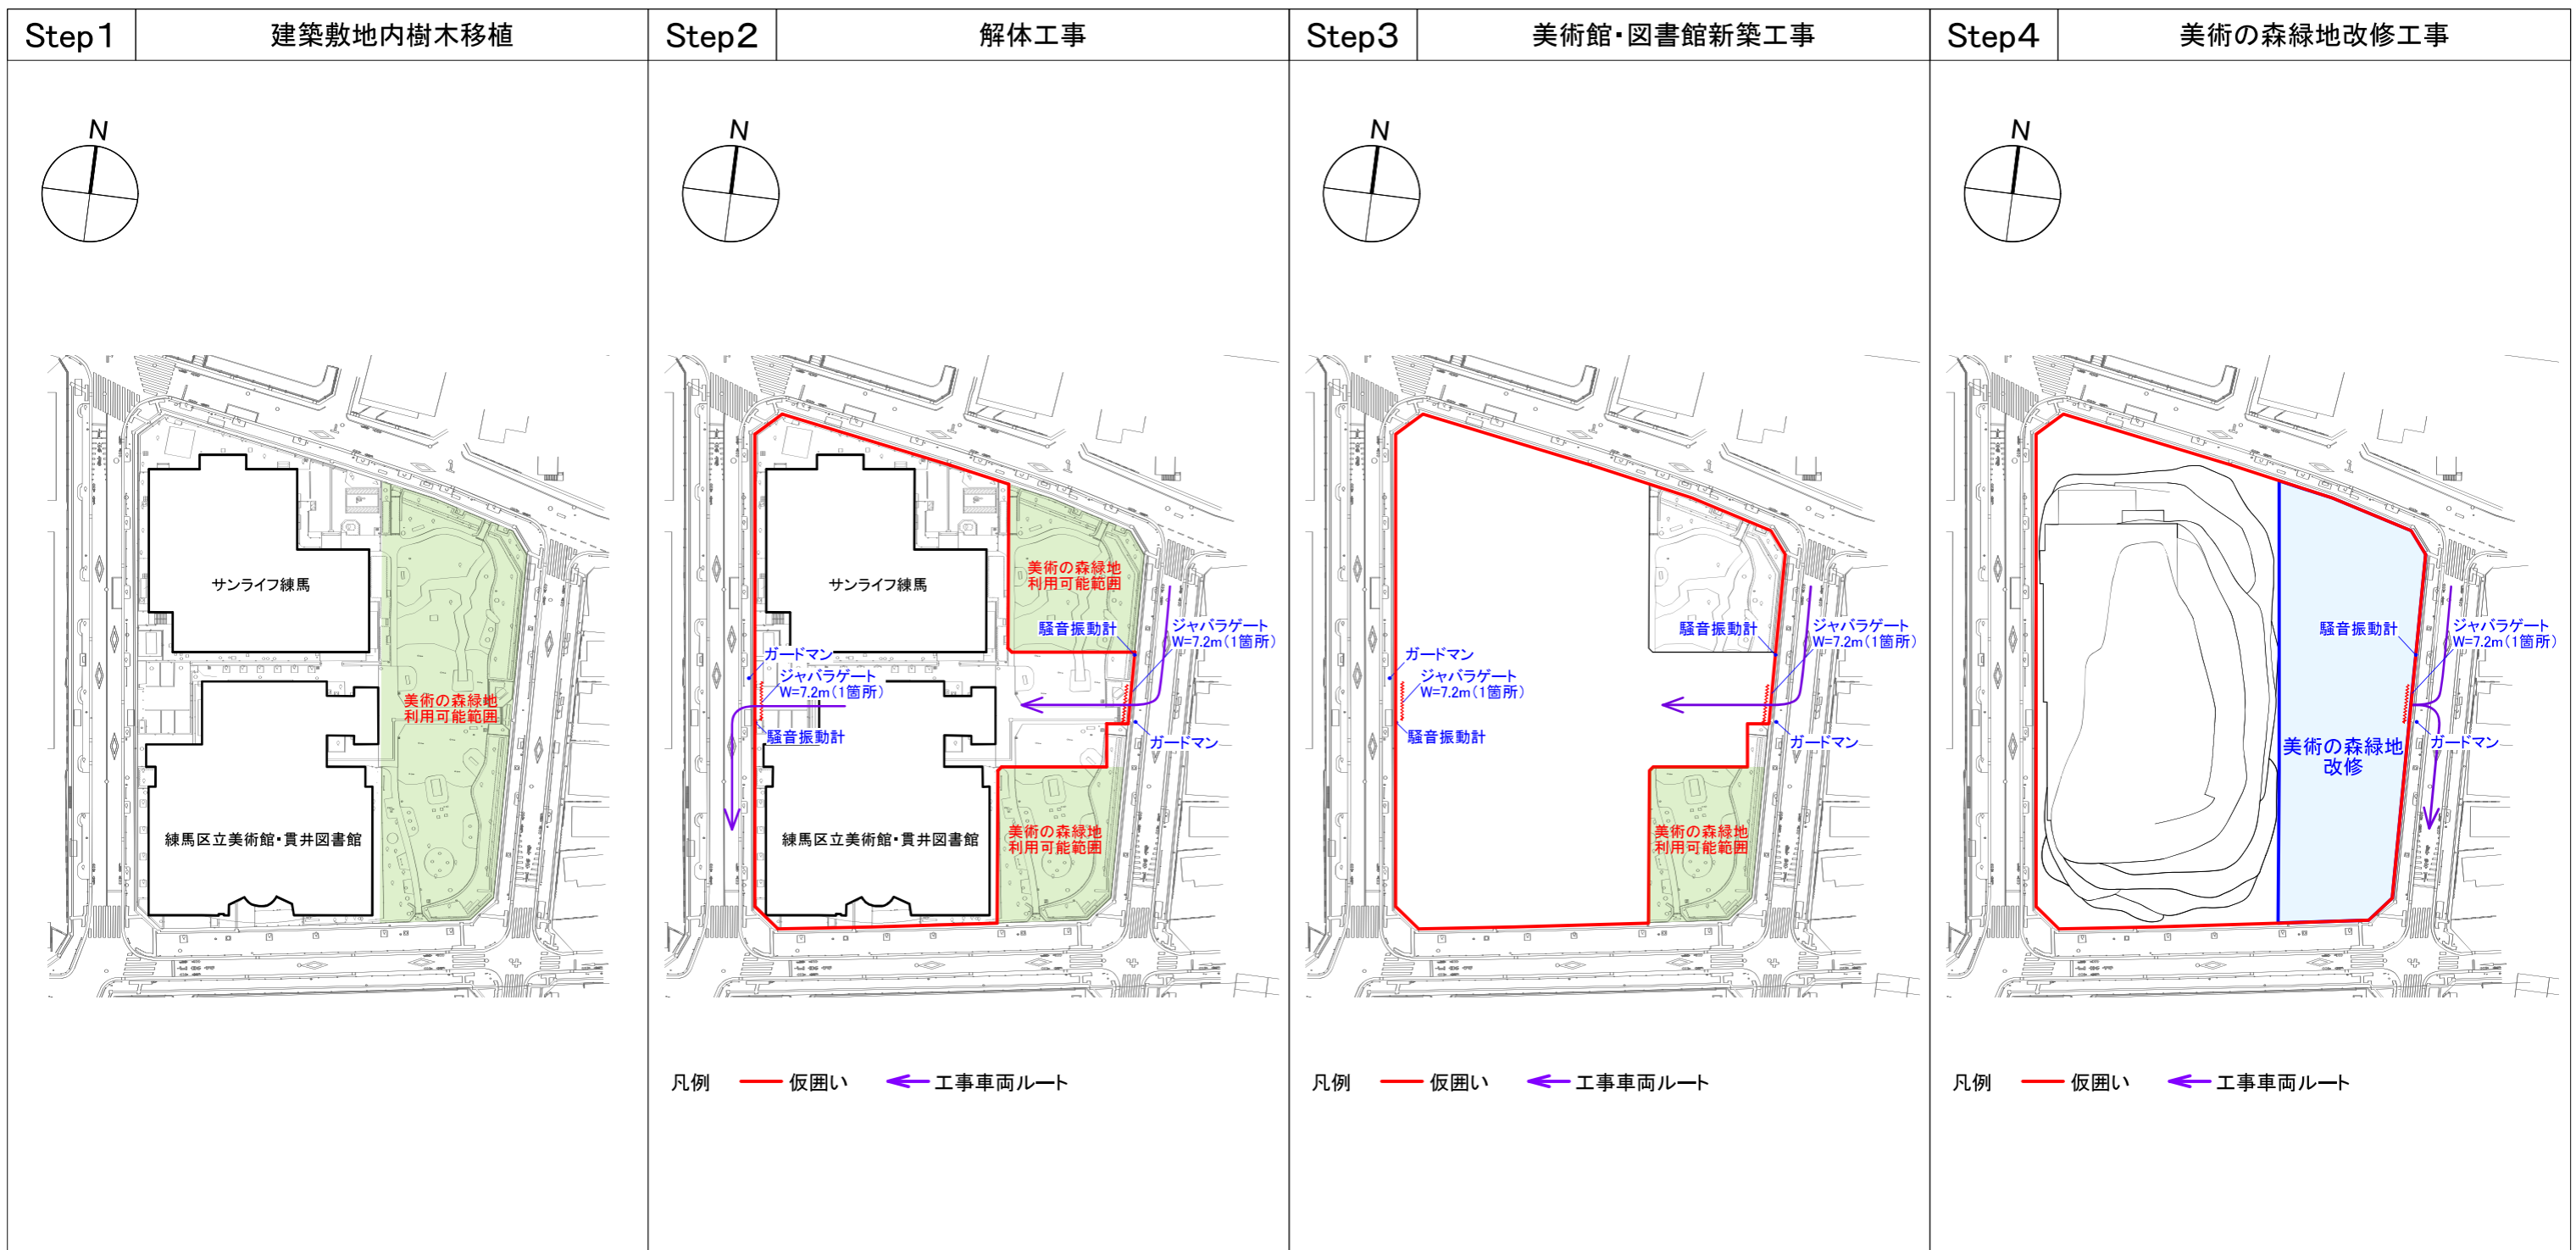 Step1
建築敷地内樹木移植
N
サンライフ練馬
美術の森緑地
利用可能範囲
練馬区立美術館・貫井図書館
Step2
解体工事
N
サンライフ練馬
美術の森緑地
利用可能範囲
騒音振動計
ジャバラゲート
W=7.2m(1箇所)
ガードマン
ジャバラゲート
W=7.2m(1箇所)
騒音振動計
ガードマン
練馬区立美術館・貫井図書館
美術の森緑地
利用可能範囲
凡例 仮囲い 工事車両ルート
Step3
美術館・図書館新築工事
N
騒音振動計
ジャバラゲート
W=7.2m(1箇所)
ガードマン
ジャバラゲート
W=7.2m(1箇所)
騒音振動計
ガードマン
美術の森緑地
利用可能範囲
凡例 仮囲い 工事車両ルート
Step4
美術の森緑地改修工事
N
騒音振動計
ジャバラゲート
W=7.2m(1箇所)
ガードマン
美術の森緑地
改修
凡例 仮囲い 工事車両ルート